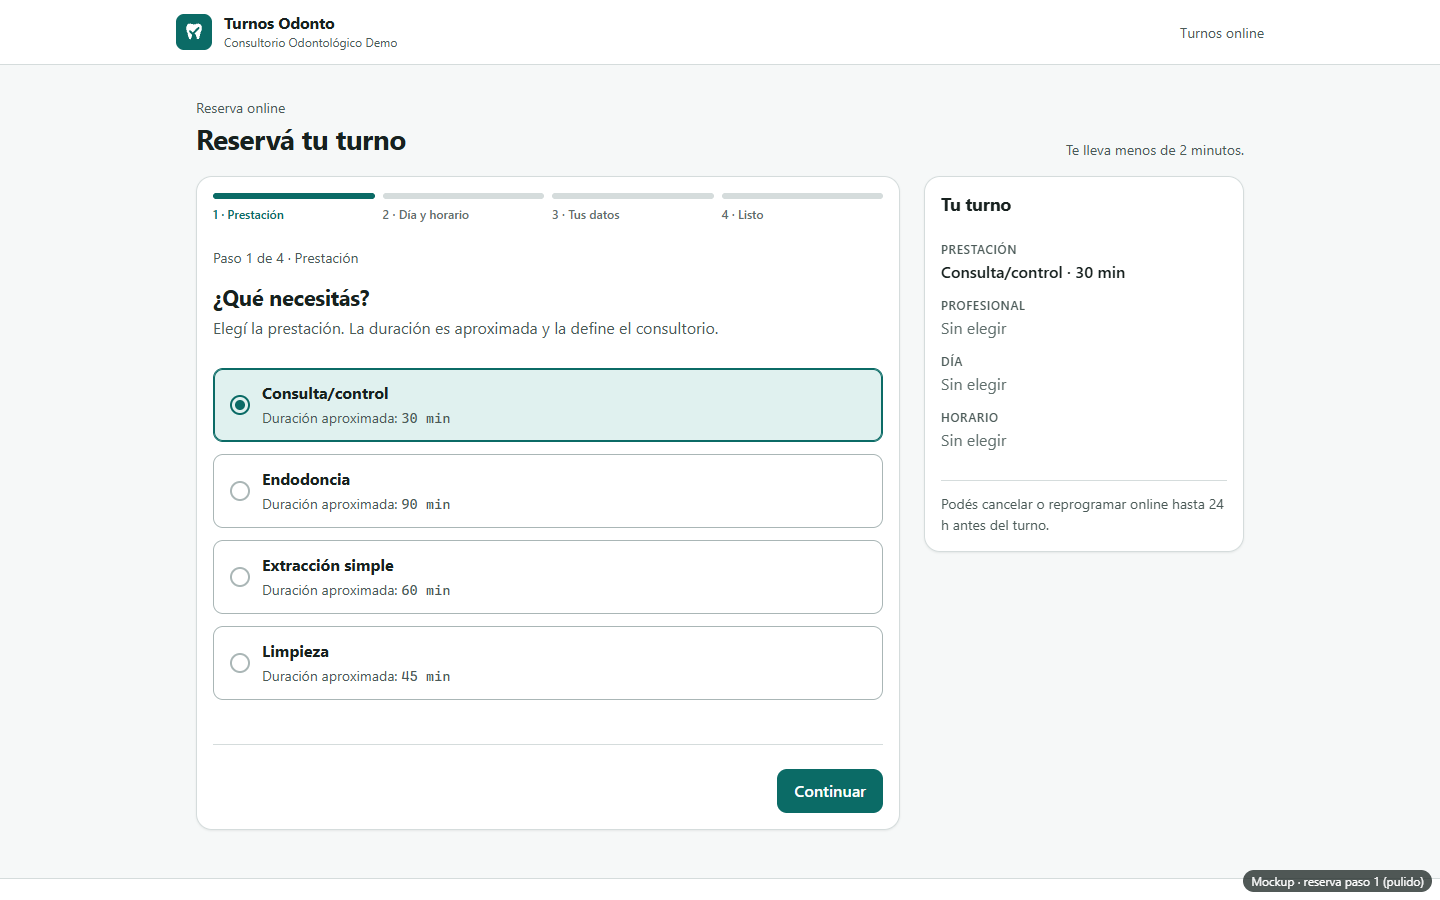 Turnos Odonto
Consultorio Odontológico Demo
Turnos online
Reserva online
Reservá tu turno
Te lleva menos de 2 minutos.
1 · Prestación
2 · Día y horario
3 · Tus datos
4 · Listo
Paso 1 de 4 · Prestación
¿Qué necesitás?
Elegí la prestación. La duración es aproximada y la define el consultorio.
Consulta/control
Duración aproximada: 30 min
Endodoncia
Duración aproximada: 90 min
Extracción simple
Duración aproximada: 60 min
Limpieza
Duración aproximada: 45 min
Continuar
Tu turno
PRESTACIÓN
Consulta/control · 30 min
PROFESIONAL
Sin elegir
DÍA
Sin elegir
HORARIO
Sin elegir
Podés cancelar o reprogramar online hasta 24
h antes del turno.
Mockup · reserva paso 1 (pulido)